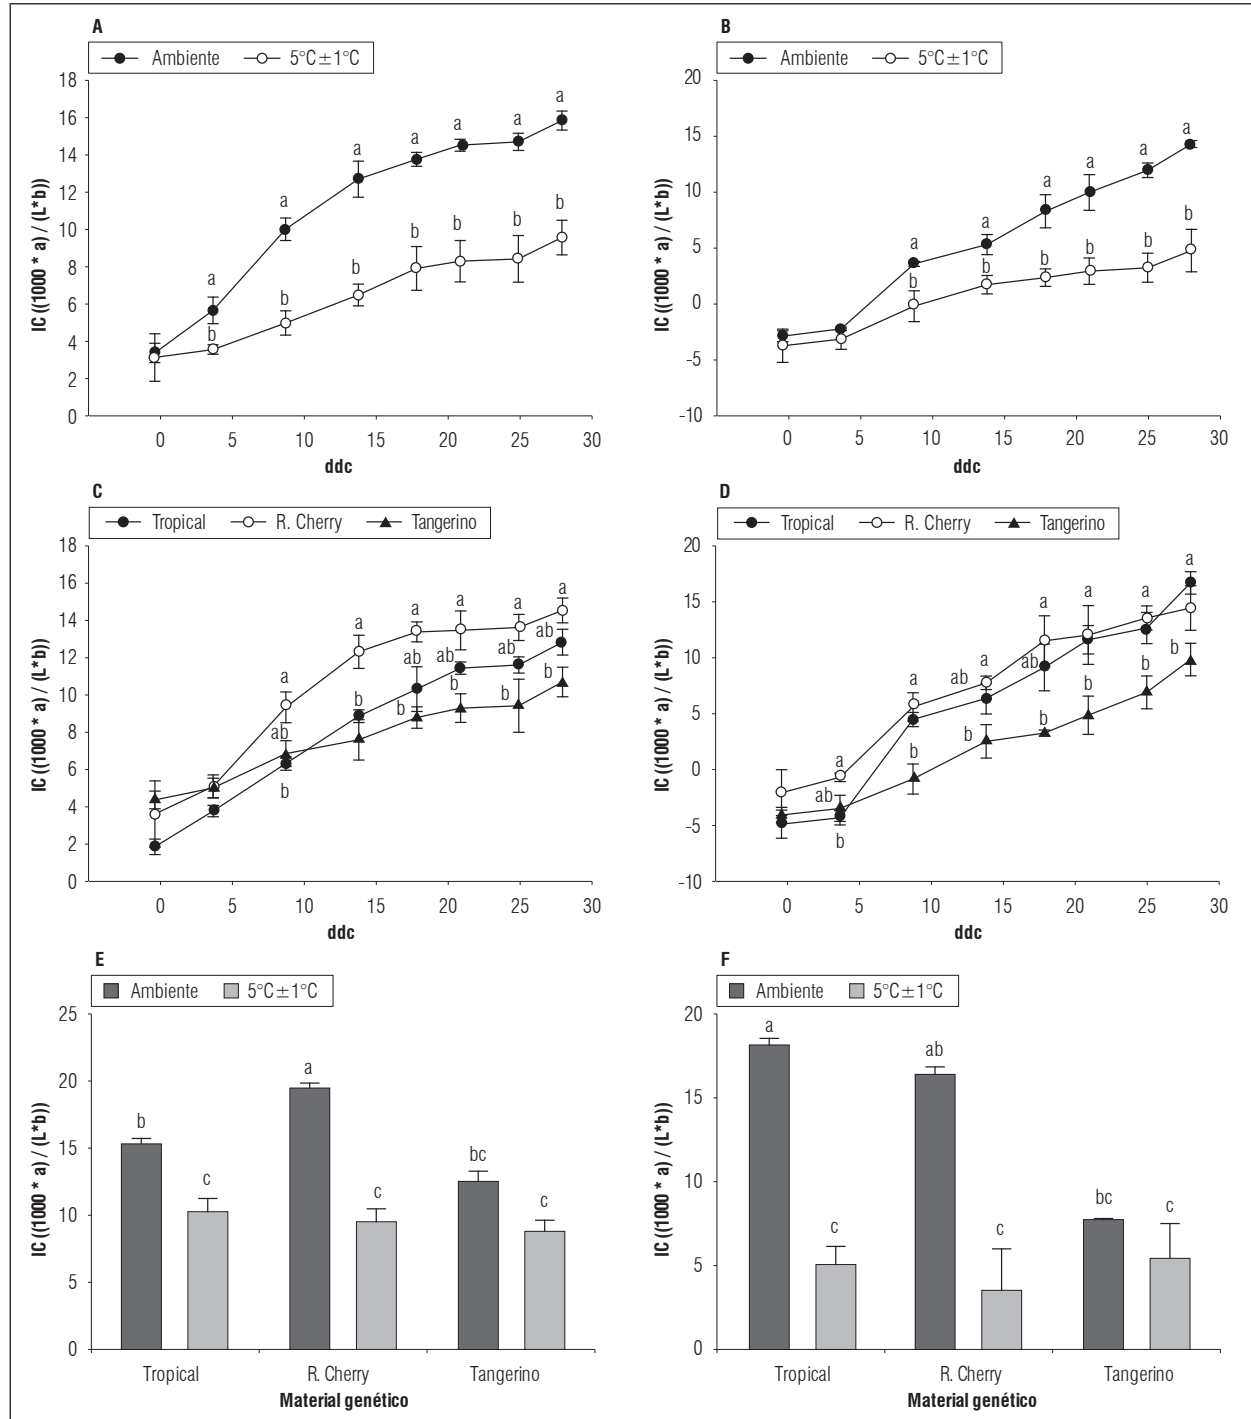 A
Ambiente 5°C±1°C
IC ((1000 * a) / (L*b))
18
16
14
12
10
8
6
4
2
0
a
a
a
a
a
a
a
b
b
b
b
b
b
b
0 5 10 15 20 25 30
ddc
B
Ambiente 5°C±1°C
IC ((1000 * a) / (L*b))
20
15
10
5
0
-5
-10
a
a
a
a
a
a
b
b
b
b
b
b
0 5 10 15 20 25 30
ddc
C
Tropical R. Cherry Tangerino
IC ((1000 * a) / (L*b))
18
16
14
12
10
8
6
4
2
0
a
a
a
a
a
a
ab
b
ab
ab
ab
ab
b
b
b
b
b
0 5 10 15 20 25 30
ddc
D
Tropical R. Cherry Tangerino
IC ((1000 * a) / (L*b))
20
15
10
5
0
-5
-10
a
a
a
a
a
a
a
ab
ab
ab
b
b
b
b
b
b
b
0 5 10 15 20 25 30
ddc
E
Ambiente 5°C±1°C
IC ((1000 * a) / (L*b))
25
20
15
10
5
0
b
c
a
c
bc
c
Tropical R. Cherry Tangerino
Material genético
F
Ambiente 5°C±1°C
IC ((1000 * a) / (L*b))
20
15
10
5
0
a
c
ab
c
bc
c
Tropical R. Cherry Tangerino
Material genético